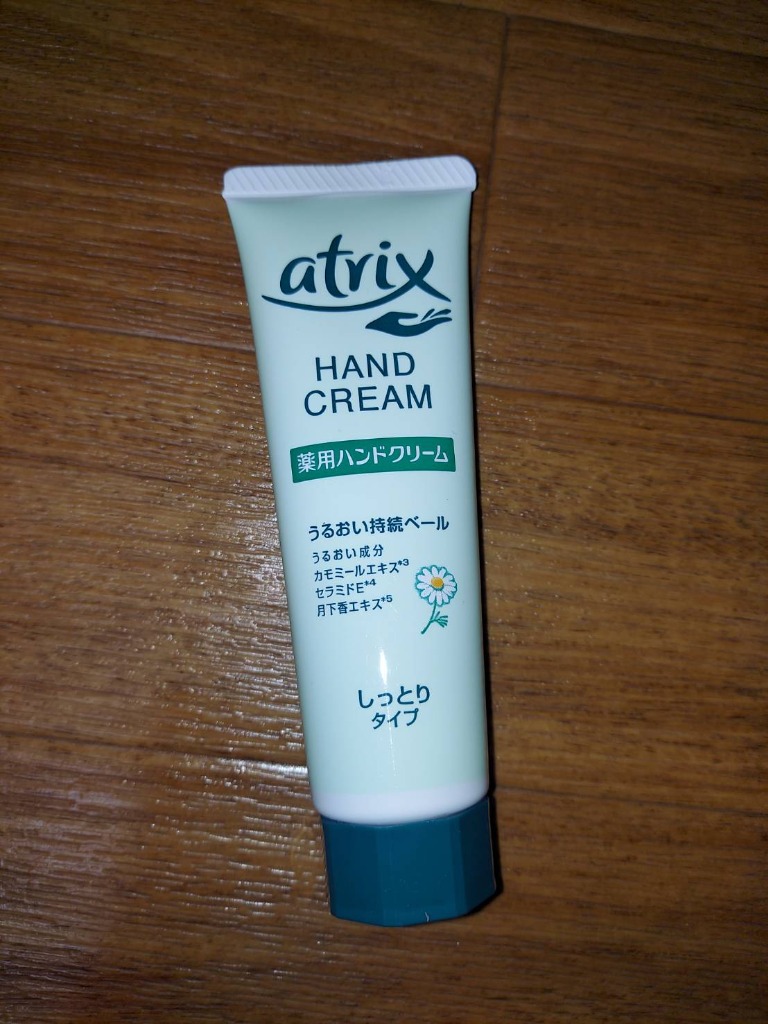 atrix
HAND
CREAM
薬用ハンドクリーム
うるおい持続ベール
うるおい成分
カモミールエキス*3
セラミドE*4
月下香エキス*5
しっとり
タイプ